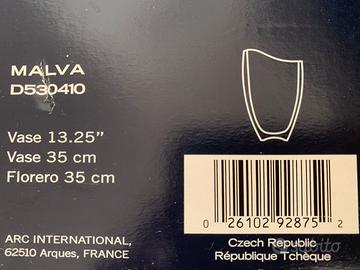 MALVA
D530410
Vase 13.25”
Vase 35 cm
Florero 35 cm
ARC INTERNATIONAL,
62510 Arques, FRANCE
0 26102 92875 2
Czech Republic
République Tchèque